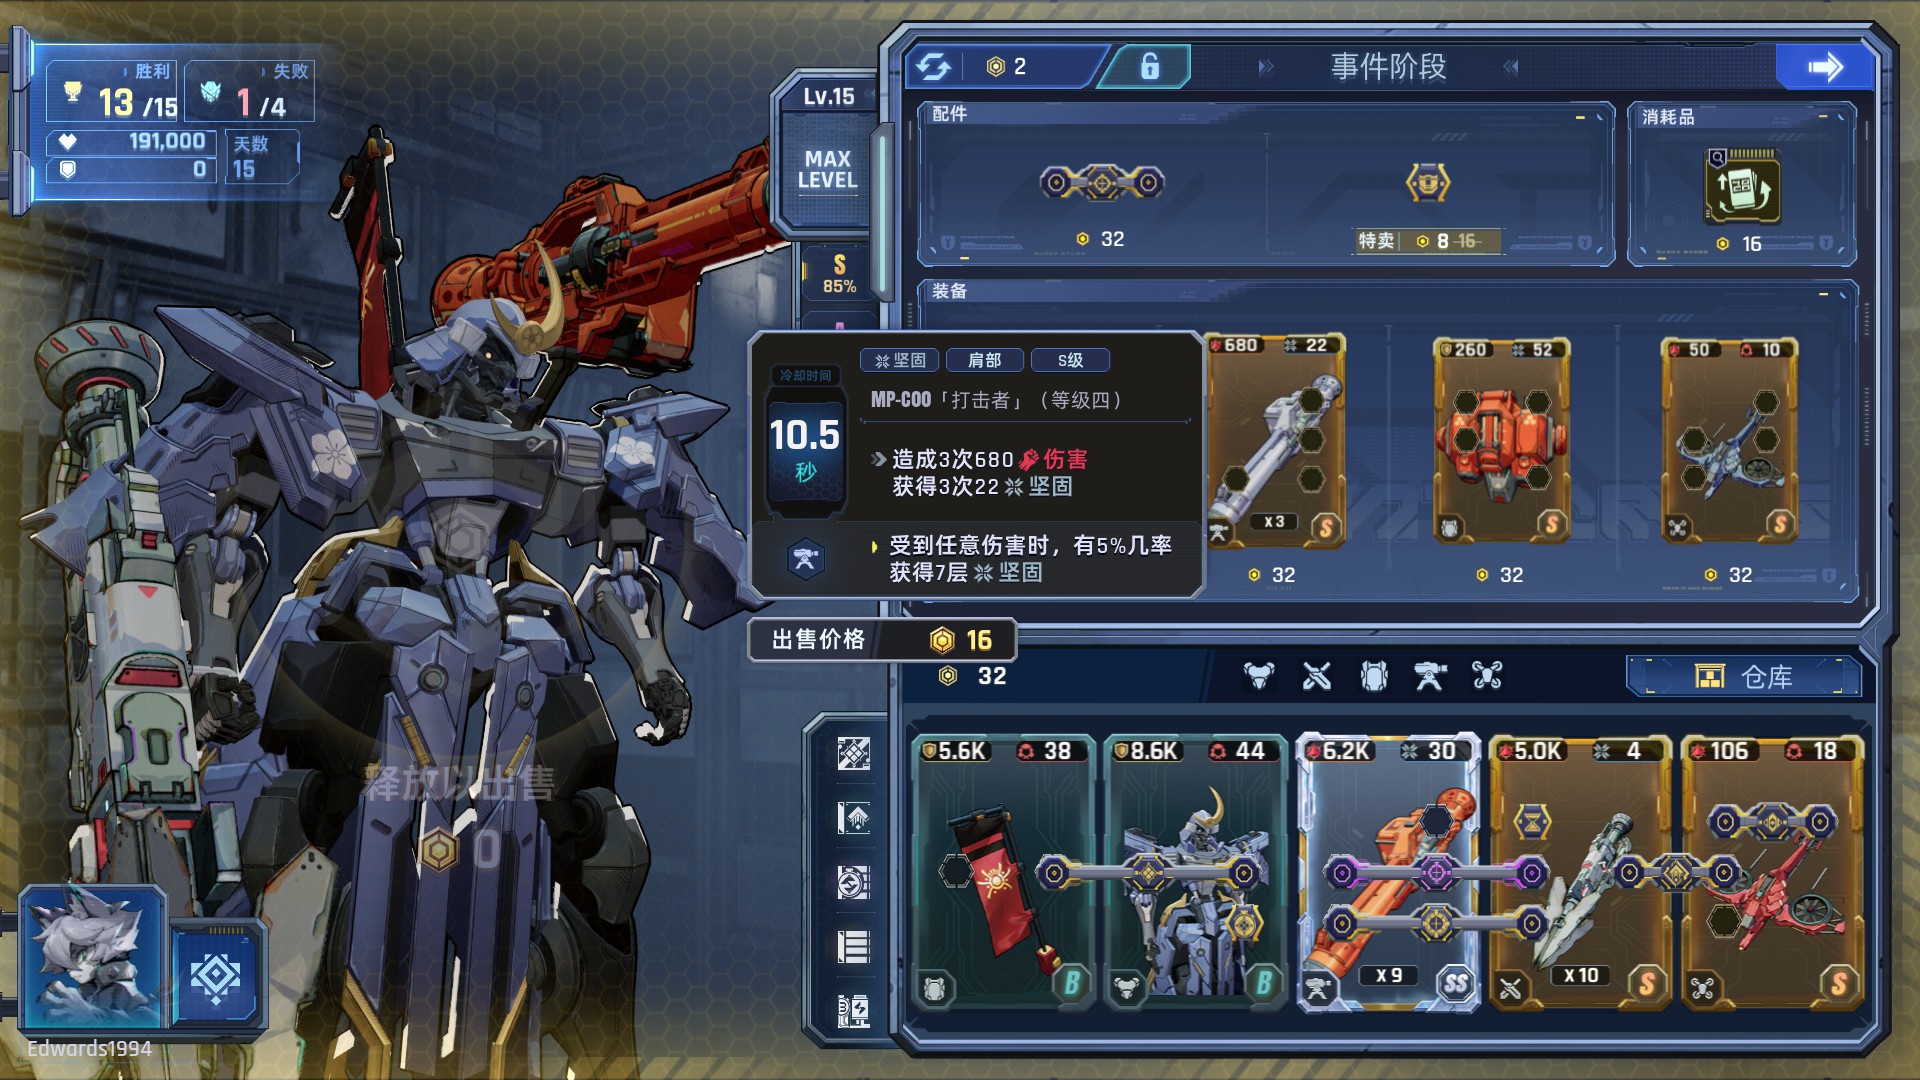 胜利
13 /15
失败
1 /4
191,000
0
天数
15
Lv.15
MAX
LEVEL
S
85%
2
事件阶段
配件
32
特卖
8 16
消耗品
16
装备
680
22
x3
S
32
260
52
S
32
50
10
S
32
冷却时间
10.5
秒
坚固
肩部
S级
MP-C00「打击者」（等级四）
造成3次680 伤害
获得3次22 坚固
受到任意伤害时，有5%几率
获得7层 坚固
出售价格
16
32
仓库
释放以出售
0
5.6K
38
B
8.6K
44
B
6.2K
30
x9
SS
5.0K
4
x10
S
106
18
S
Edwards1994